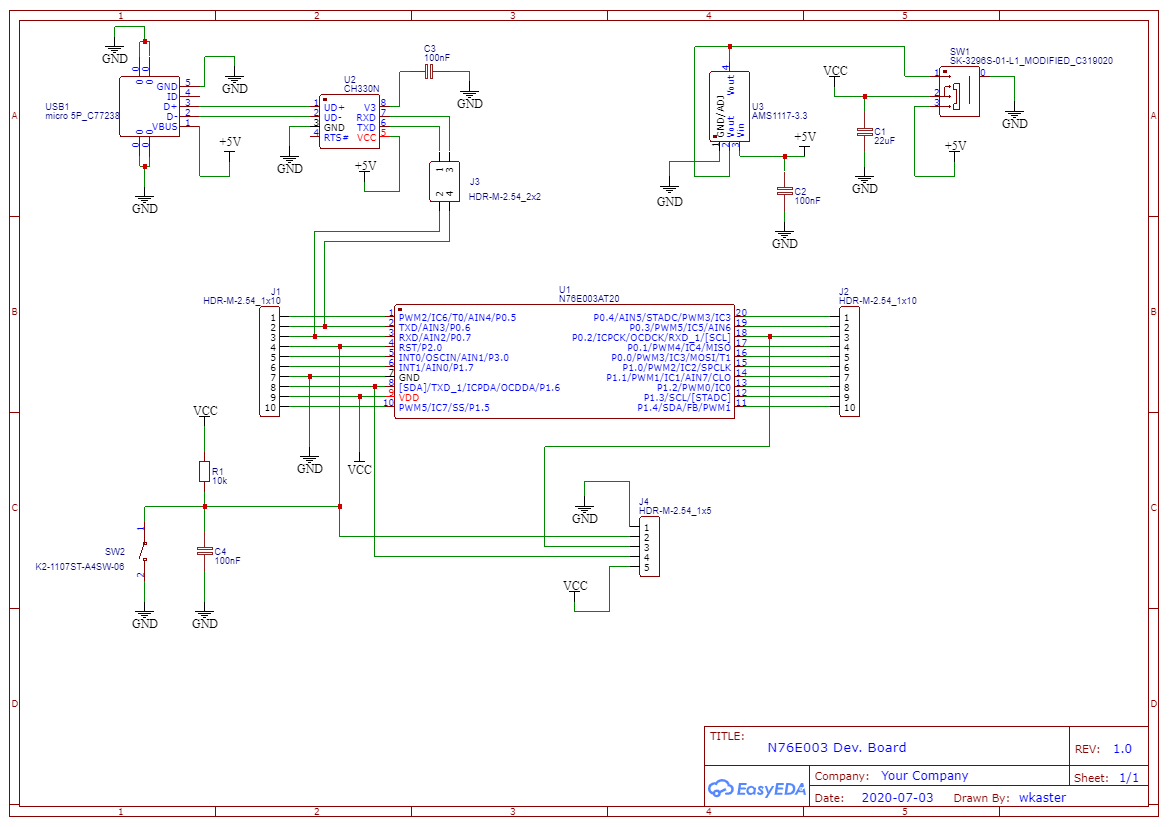 1 2 3 4 5
A
B
C
D
A
B
C
D
1 2 3 4 5
GND
0 0
0 0
USB1
micro 5P_C77238
GND 5
ID 4
D+ 3
D- 2
VBUS 1
0 0
0 0
GND
GND
+5V
U2
CH330N
1 UD+ V3 8
2 UD- RXD 7
3 GND TXD 6
4 RTS# VCC 5
GND
+5V
C3
100nF
GND
J3
HDR-M-2.54_2x2
1 3
2 4
4
Vout
GND/ADJ
Vout
Vin
1 2 3
U3
AMS1117-3.3
GND
+5V
C2
100nF
GND
VCC
C1
22uF
GND
SW1
SK-3296S-01-L1_MODIFIED_C319020
1 0
2
3
GND
+5V
J1
HDR-M-2.54_1x10
1
2
3
4
5
6
7
8
9
10
U1
N76E003AT20
1 PWM2/IC6/T0/AIN4/P0.5
2 TXD/AIN3/P0.6
3 RXD/AIN2/P0.7
4 RST/P2.0
5 INT0/OSCIN/AIN1/P3.0
6 INT1/AIN0/P1.7
7 GND
8 [SDA]/TXD_1/ICPDA/OCDDA/P1.6
9 VDD
10 PWM5/IC7/SS/P1.5
P0.4/AIN5/STADC/PWM3/IC3 20
P0.3/PWM5/IC5/AIN6 19
P0.2/ICPCK/OCDCK/RXD_1/[SCL] 18
P0.1/PWM4/IC4/MISO 17
P0.0/PWM3/IC3/MOSI/T1 16
P1.0/PWM2/IC2/SPCLK 15
P1.1/PWM1/IC1/AIN7/CLO 14
P1.2/PWM0/IC0 13
P1.3/SCL/[STADC] 12
P1.4/SDA/FB/PWM1 11
J2
HDR-M-2.54_1x10
1
2
3
4
5
6
7
8
9
10
GND
VCC
VCC
R1
10k
1
SW2
K2-1107ST-A4SW-06
2
C4
100nF
GND
GND
GND
J4
HDR-M-2.54_1x5
1
2
3
4
5
VCC
TITLE:
N76E003 Dev. Board
REV: 1.0
EasyEDA
Company: Your Company
Sheet: 1/1
Date: 2020-07-03 Drawn By: wkaster